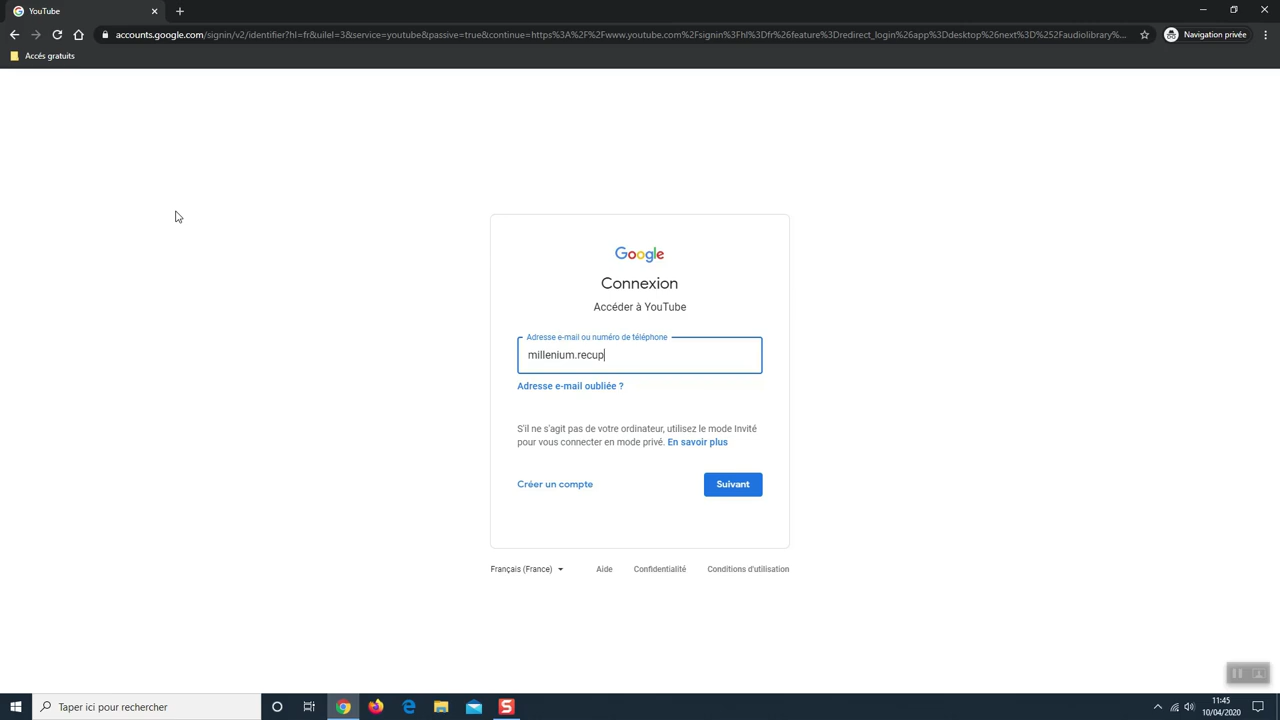 YouTube
accounts.google.com/signin/v2/identifier?hl=fr&uilel=3&service=youtube&passive=true&continue=https%3A%2F%2Fwww.youtube.com%2Fsignin%3Fhl%3Dfr%26feature%3Dredirect_login%26app%3Ddesktop%26next%3D%252Faudiolibrary%...
Navigation privée
Accés gratuits
Google
Connexion
Accéder à YouTube
Adresse e-mail ou numéro de téléphone
millenium.recup
Adresse e-mail oubliée ?
S'il ne s'agit pas de votre ordinateur, utilisez le mode Invité
pour vous connecter en mode privé. En savoir plus
Créer un compte
Suivant
Français (France)
Aide
Confidentialité
Conditions d'utilisation
Taper ici pour rechercher
11:45
10/04/2020